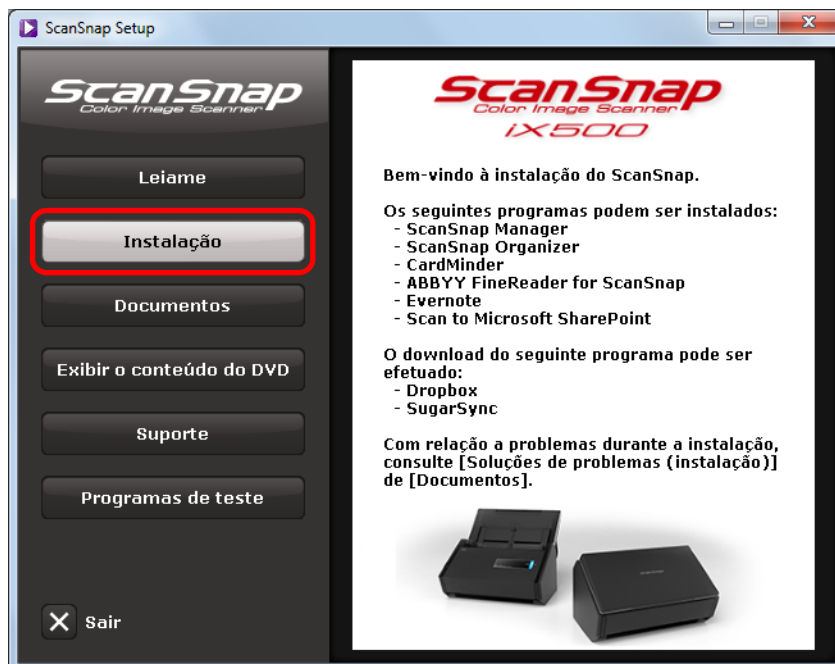 ScanSnap Setup
ScanSnap
Color Image Scanner
Leiame
Instalação
Documentos
Exibir o conteúdo do DVD
Suporte
Programas de teste
Sair
ScanSnap
Color Image Scanner
iX500
Bem-vindo à instalação do ScanSnap.
Os seguintes programas podem ser instalados:
- ScanSnap Manager
- ScanSnap Organizer
- CardMinder
- ABBYY FineReader for ScanSnap
- Evernote
- Scan to Microsoft SharePoint
O download do seguinte programa pode ser
efetuado:
- Dropbox
- SugarSync
Com relação a problemas durante a instalação,
consulte [Soluções de problemas (instalação)]
de [Documentos].